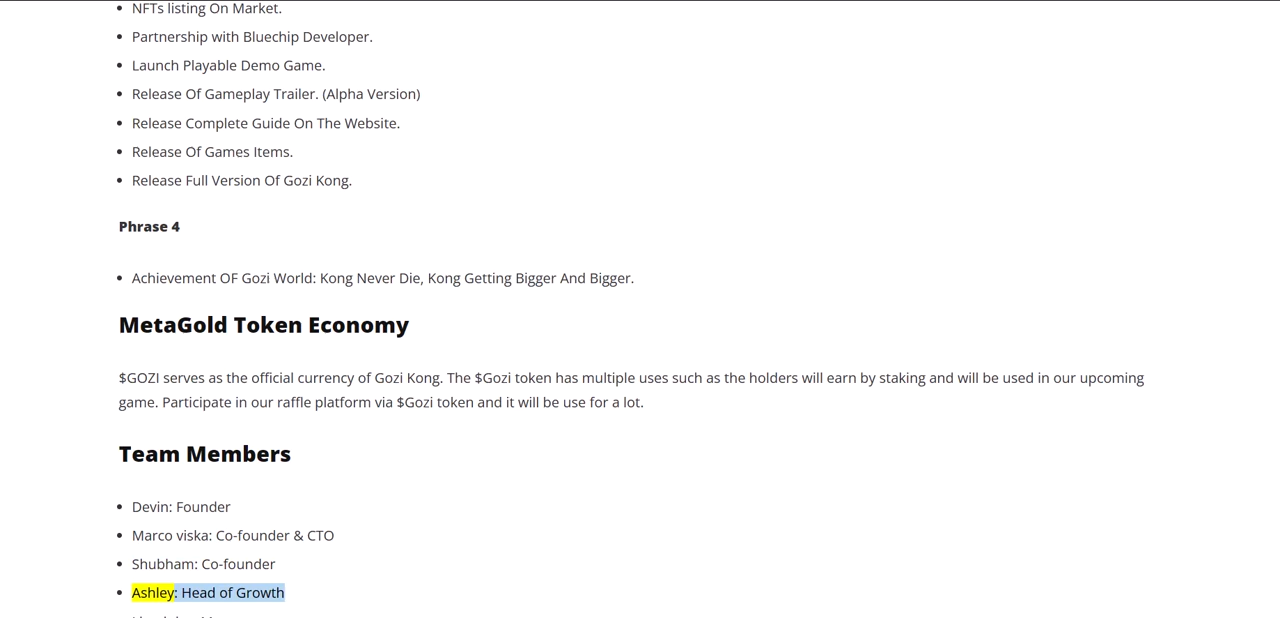 NFTs listing On Market.
Partnership with Bluechip Developer.
Launch Playable Demo Game.
Release Of Gameplay Trailer. (Alpha Version)
Release Complete Guide On The Website.
Release Of Games Items.
Release Full Version Of Gozi Kong.
Phrase 4
Achievement OF Gozi World: Kong Never Die, Kong Getting Bigger And Bigger.
MetaGold Token Economy
$GOZI serves as the official currency of Gozi Kong. The $Gozi token has multiple uses such as the holders will earn by staking and will be used in our upcoming
game. Participate in our raffle platform via $Gozi token and it will be use for a lot.
Team Members
Devin: Founder
Marco viska: Co-founder & CTO
Shubham: Co-founder
Ashley: Head of Growth